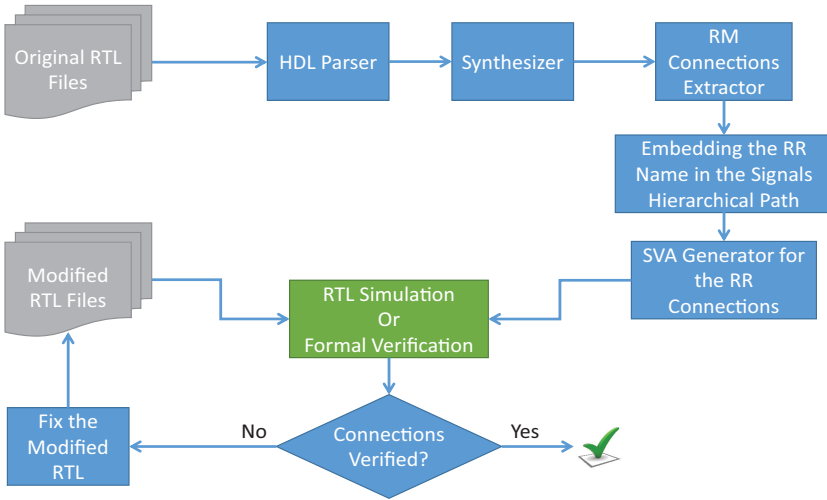 Original RTL
Files
HDL Parser
Synthesizer
RM
Connections
Extractor
Embedding the RR
Name in the Signals
Hierarchical Path
SVA Generator for
the RR
Connections
Modified
RTL Files
RTL Simulation
Or
Formal Verification
Connections
Verified?
No
Yes
Fix the
Modified
RTL